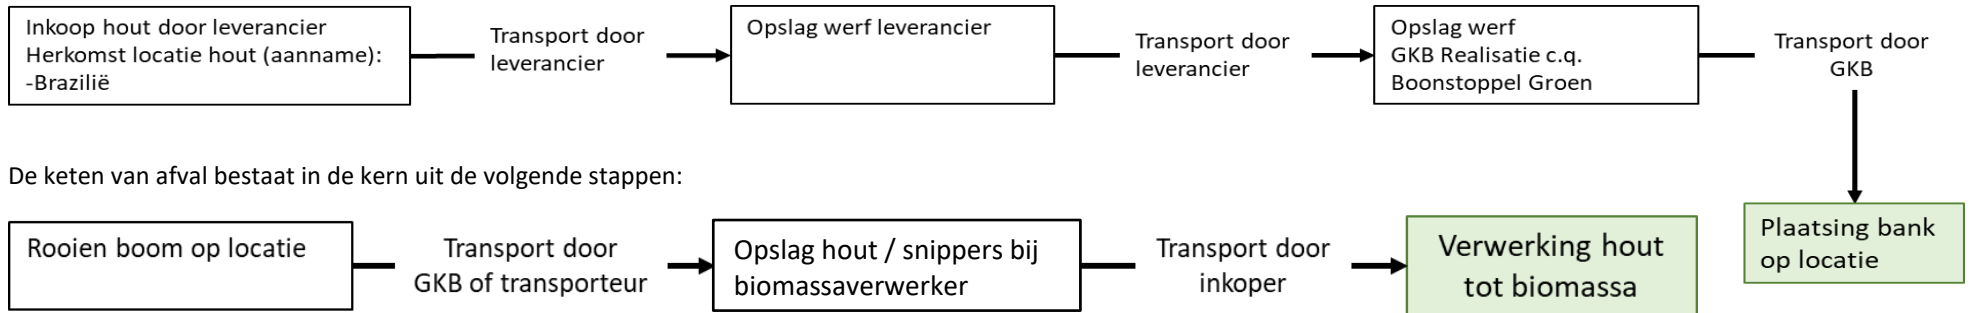 Inkoop hout door leverancier
Herkomst locatie hout (aanname):
-Brazilië
Transport door
leverancier
Opslag werf leverancier
Transport door
leverancier
Opslag werf
GKB Realisatie c.q.
Boonstoppel Groen
Transport door
GKB
Plaatsing bank
op locatie
De keten van afval bestaat in de kern uit de volgende stappen:
Rooien boom op locatie
Transport door
GKB of transporteur
Opslag hout / snippers bij
biomassaverwerker
Transport door
inkoper
Verwerking hout
tot biomassa